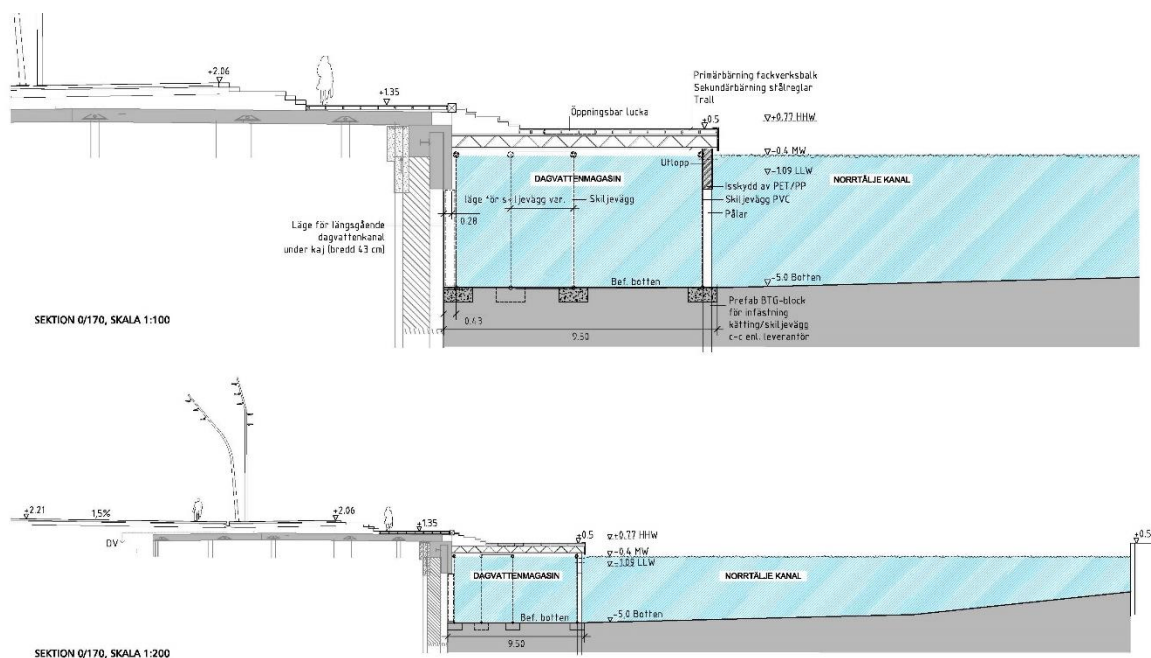 +2.06
+1.35
Öppningsbar lucka
Primärbärning fackverksbalk
Sekundärbärning stålreglar
Trall
+0.5
+0.77 HHW
-0.4 MW
Utlopp
-1.09 LLW
DAGVATTENMAGASIN
NORRTÄLJE KANAL
Isskydd av PET/PP
läge för skiljevägg var.
Skiljevägg
Skiljevägg PVC
Pålar
0.28
Läge för längsgående
dagvattenkanal
under kaj (bredd 43 cm)
Bef. botten
-5.0 Botten
Prefab BTG-block
för infästning
kätting/skiljevägg
c-c enl. leverantör
0.43
9.50
SEKTION 0/170, SKALA 1:100
+2.21
1,5%
+2.06
+1.35
DV
+0.5
+0.77 HHW
-0.4 MW
-1.09 LLW
+0.5
DAGVATTENMAGASIN
NORRTÄLJE KANAL
Bef. botten
-5,0 Botten
9.50
SEKTION 0/170, SKALA 1:200